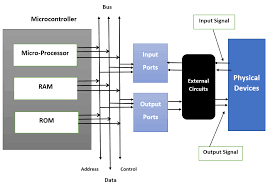 Bus
Microcontroller
Input Signal
Micro-Processor
Input
Ports
RAM
External
Circuits
Physical
Devices
ROM
Output
Ports
Output Signal
Address
Control
Data